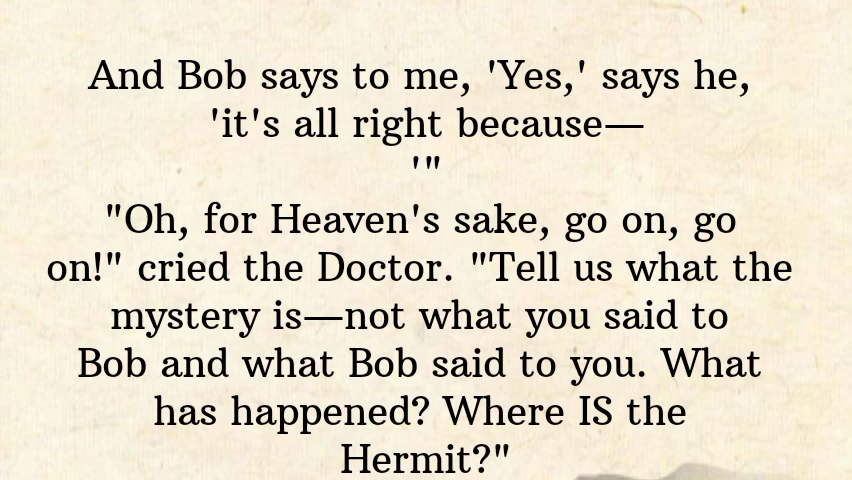 And Bob says to me, 'Yes,' says he,
'it's all right because—
'"
"Oh, for Heaven's sake, go on, go
on!" cried the Doctor. "Tell us what the
mystery is—not what you said to
Bob and what Bob said to you. What
has happened? Where IS the
Hermit?"